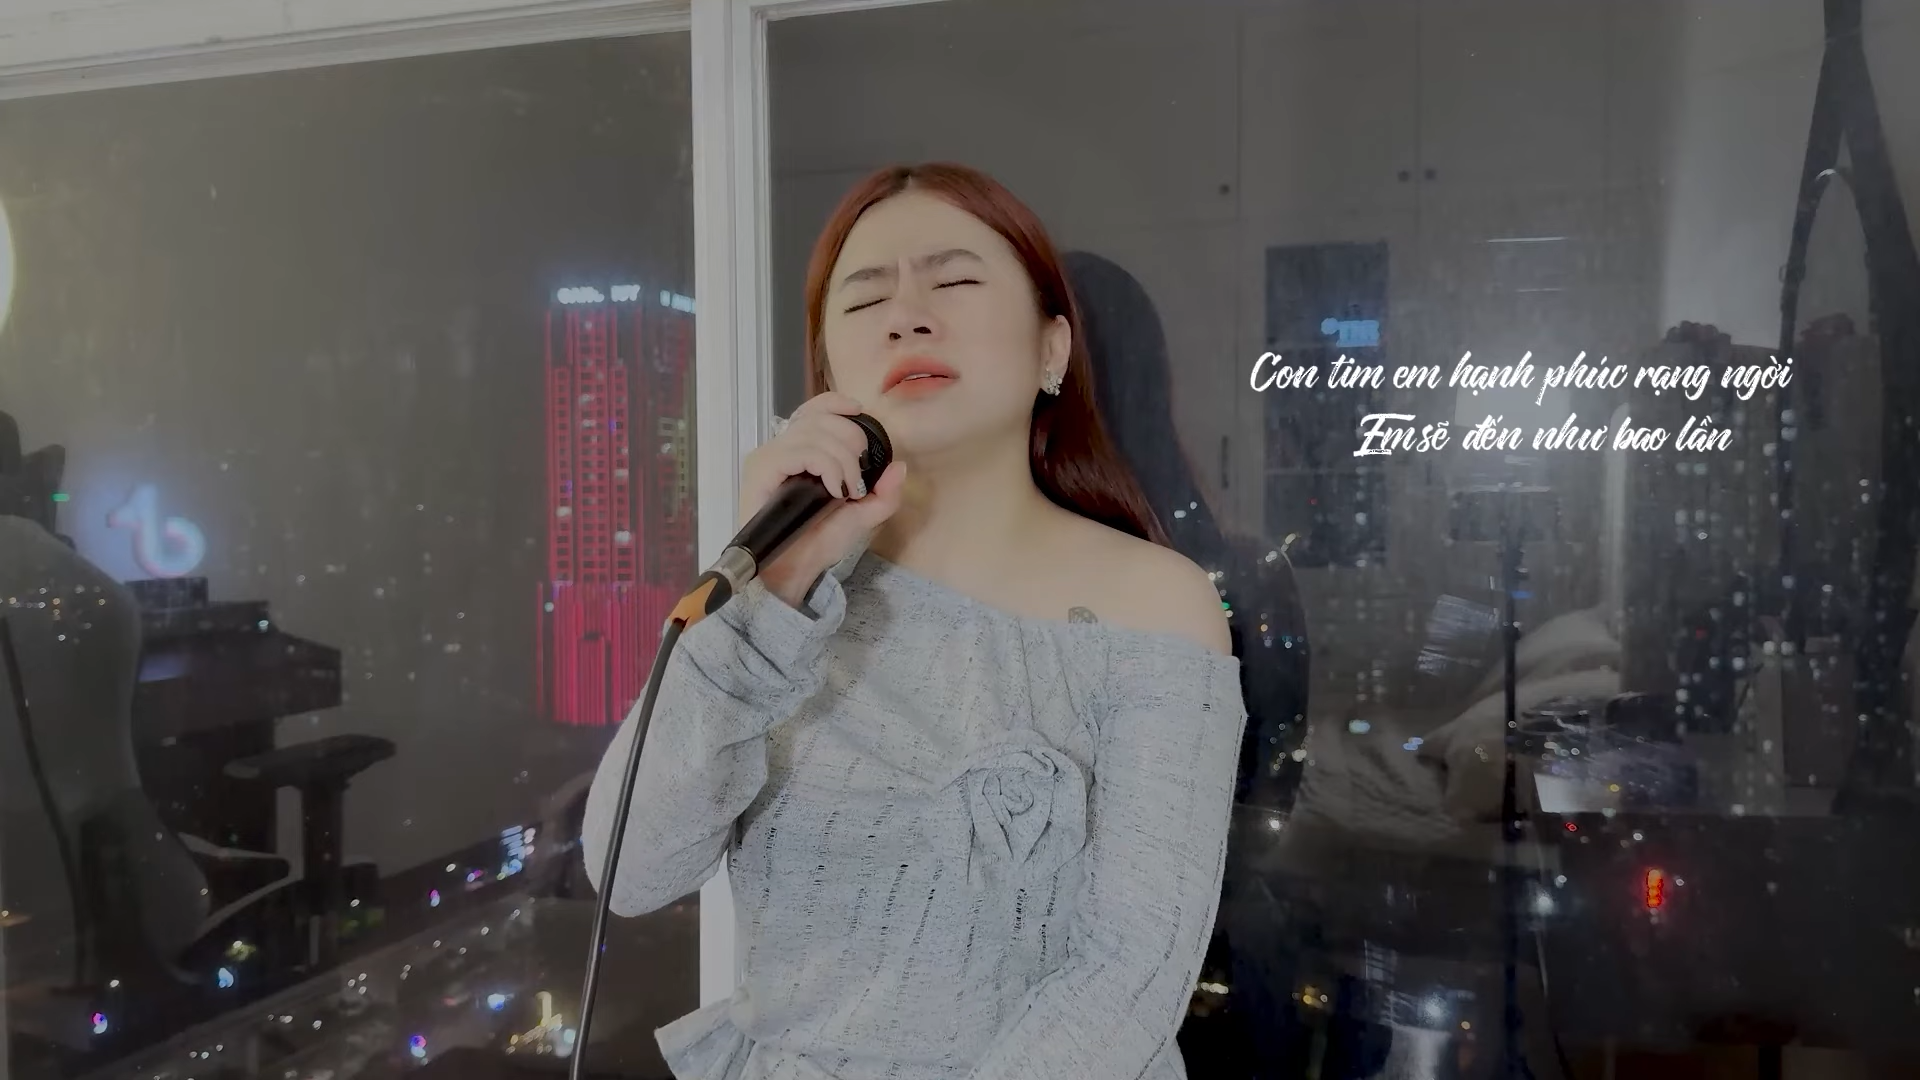 Con tim em hạnh phúc rạng ngời
Em sẽ đến như bao lần